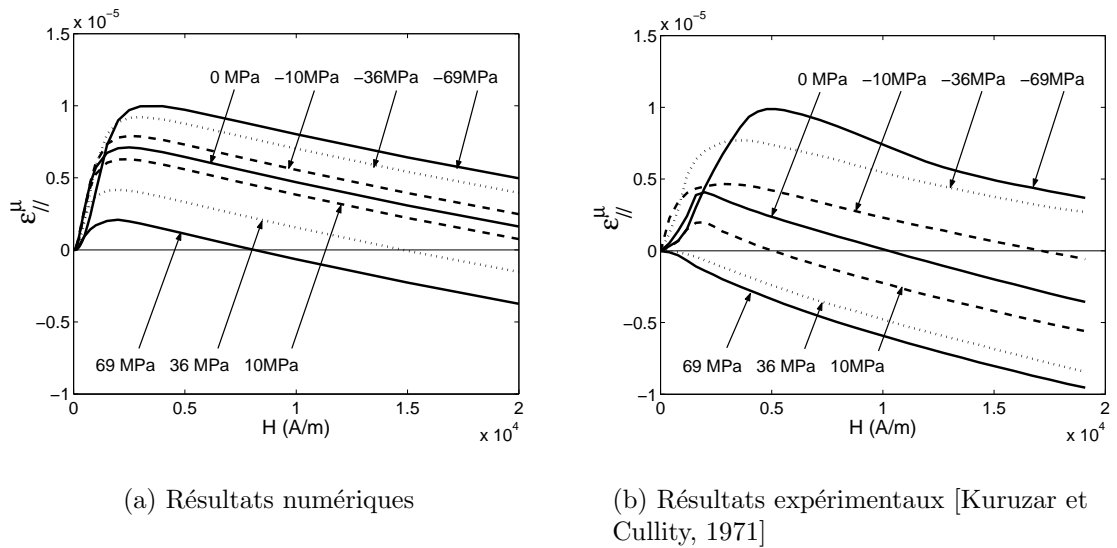 x 10⁻⁵
1.5
1
0.5
0
−0.5
−1
0 MPa −10MPa −36MPa −69MPa
69 MPa 36 MPa 10MPa
ε^μ_//
0 0.5 1 1.5 2
H (A/m)
x 10⁴
(a) Résultats numériques
x 10⁻⁵
1.5
1
0.5
0
−0.5
−1
0 MPa −10MPa −36MPa −69MPa
69 MPa 36 MPa 10MPa
ε^μ_//
0 0.5 1 1.5 2
H (A/m)
x 10⁴
(b) Résultats expérimentaux [Kuruzar et
Cullity, 1971]